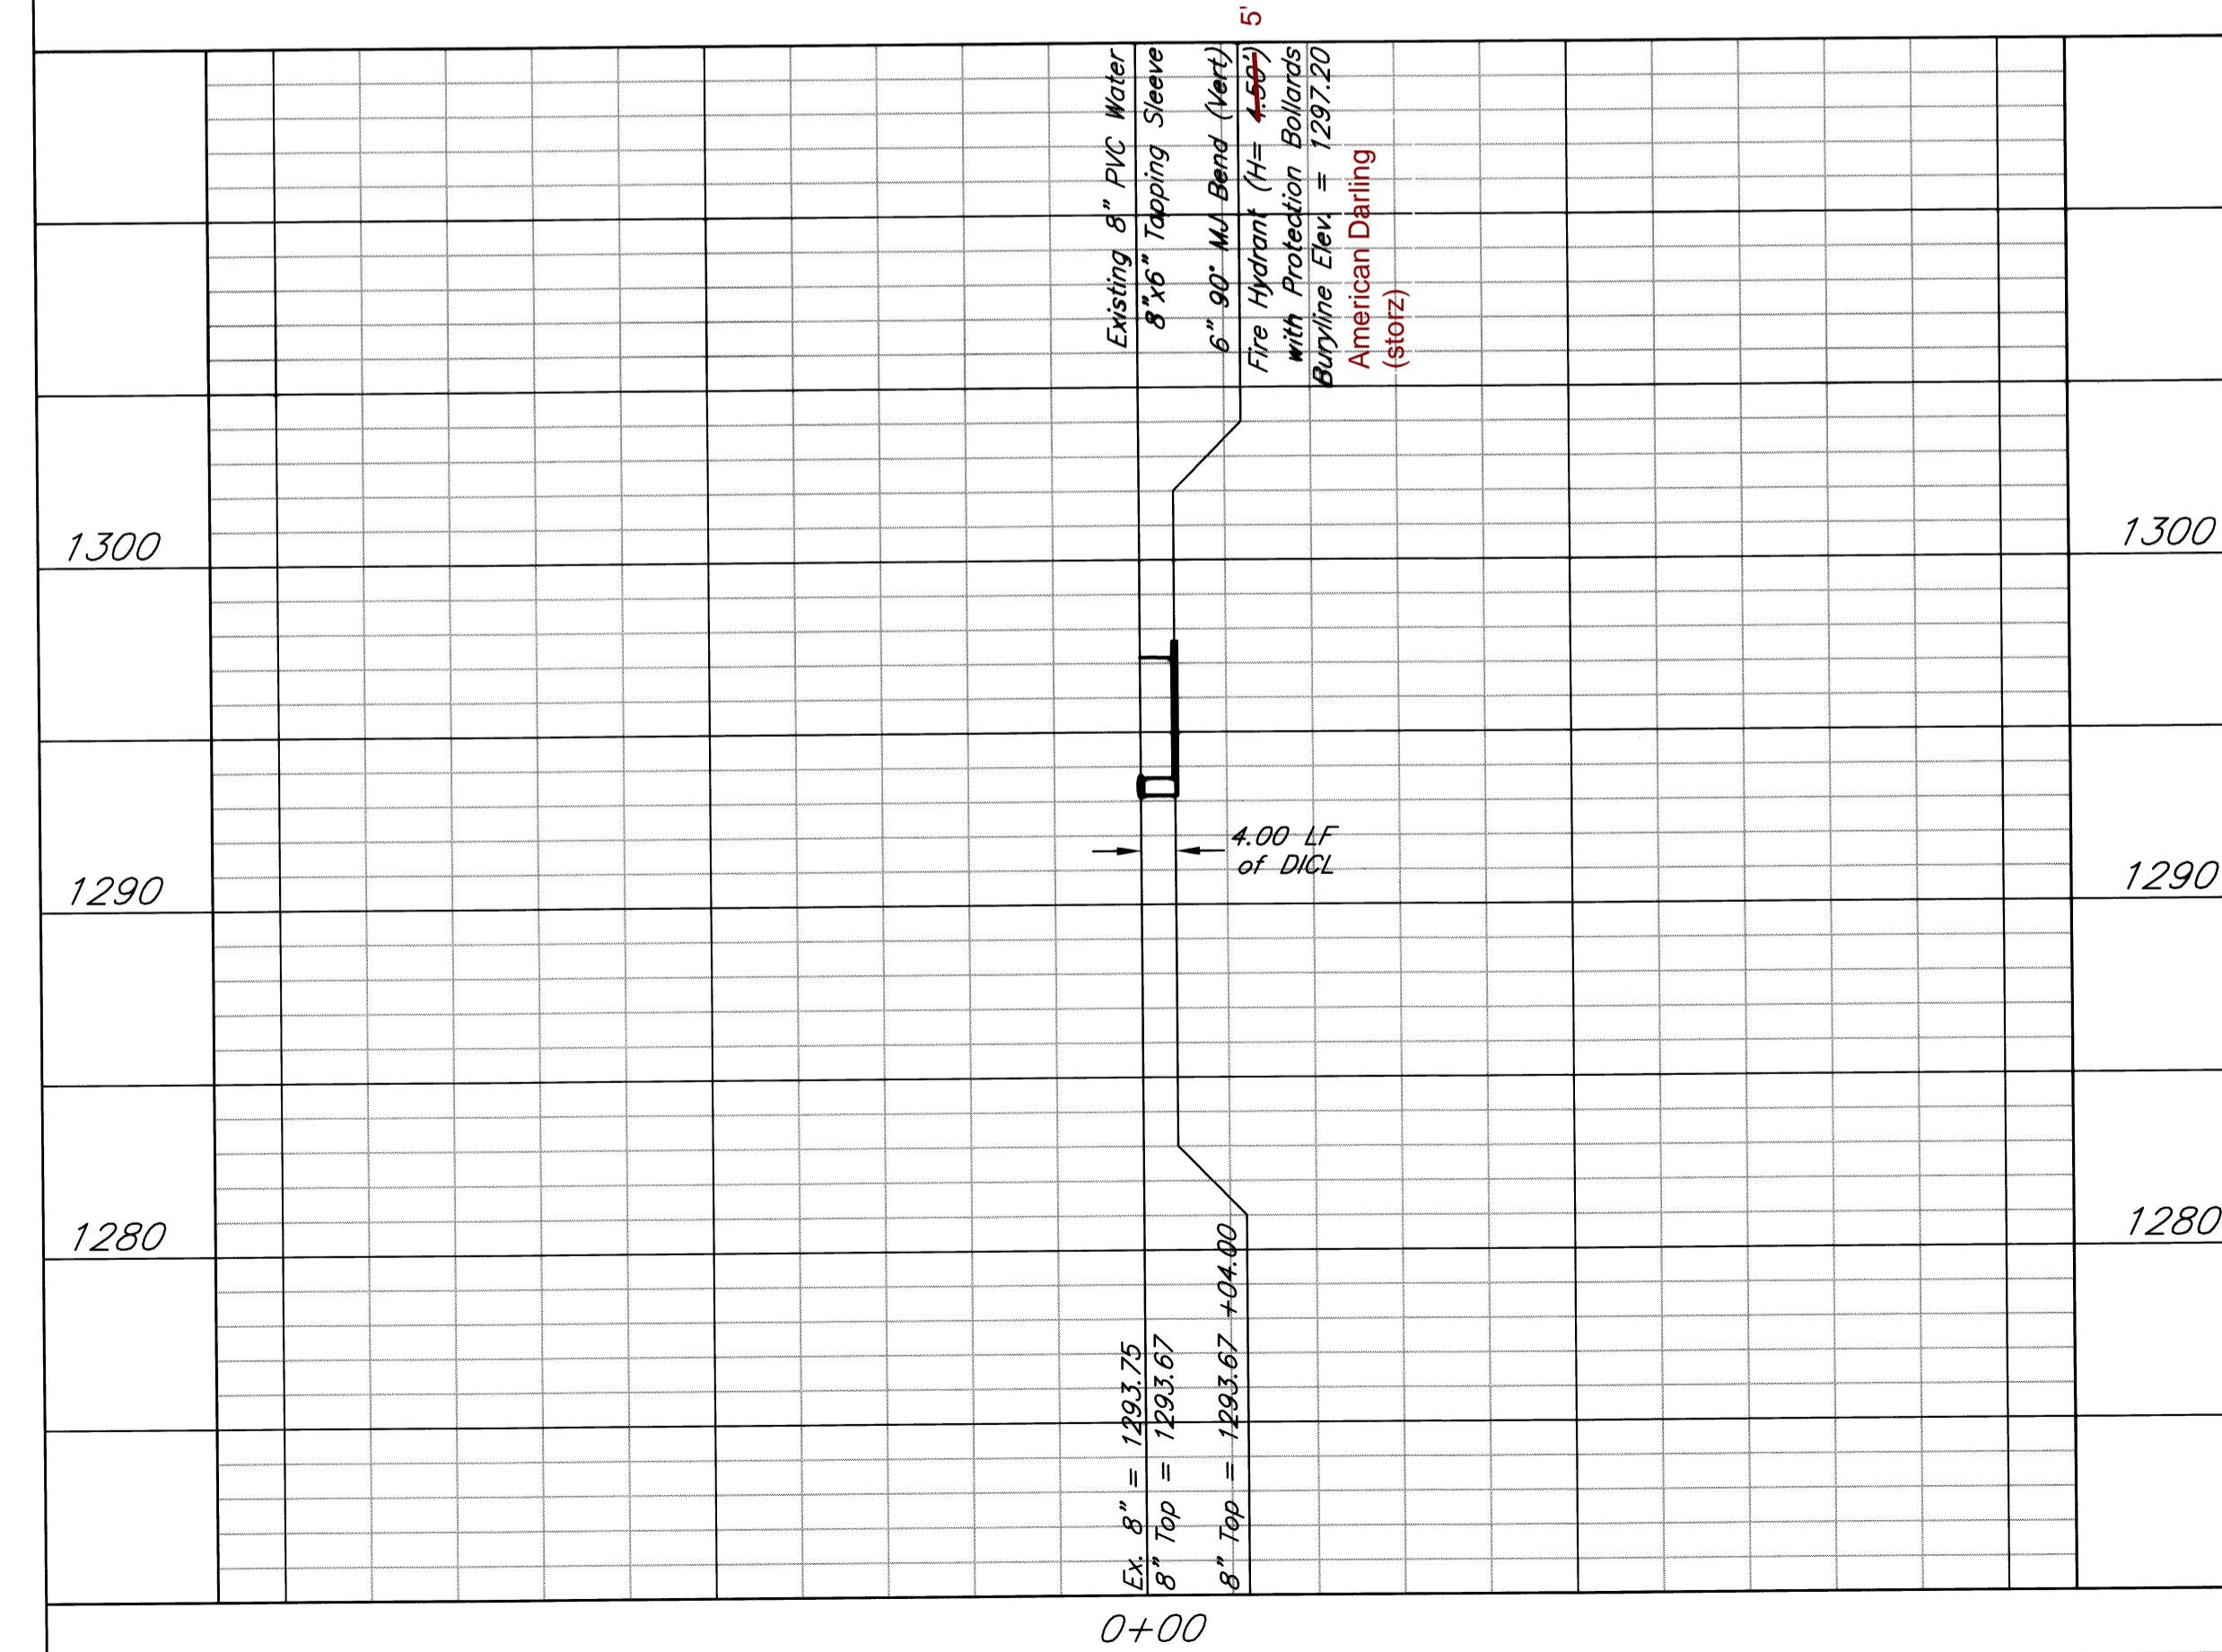 5'
Existing 8" PVC Water
8"x6" Tapping Sleeve
6" 90° MJ Bend (Vert)
Fire Hydrant (H= 4.50')
with Protection Bollards
Buryline Elev. = 1297.20
American Darling
(storz)
1300
1300
4.00 LF
of DICL
1290
1290
1280
1280
Ex. 8" = 1293.75
8" Top = 1293.67
8" Top = 1293.67 +04.00
0+00